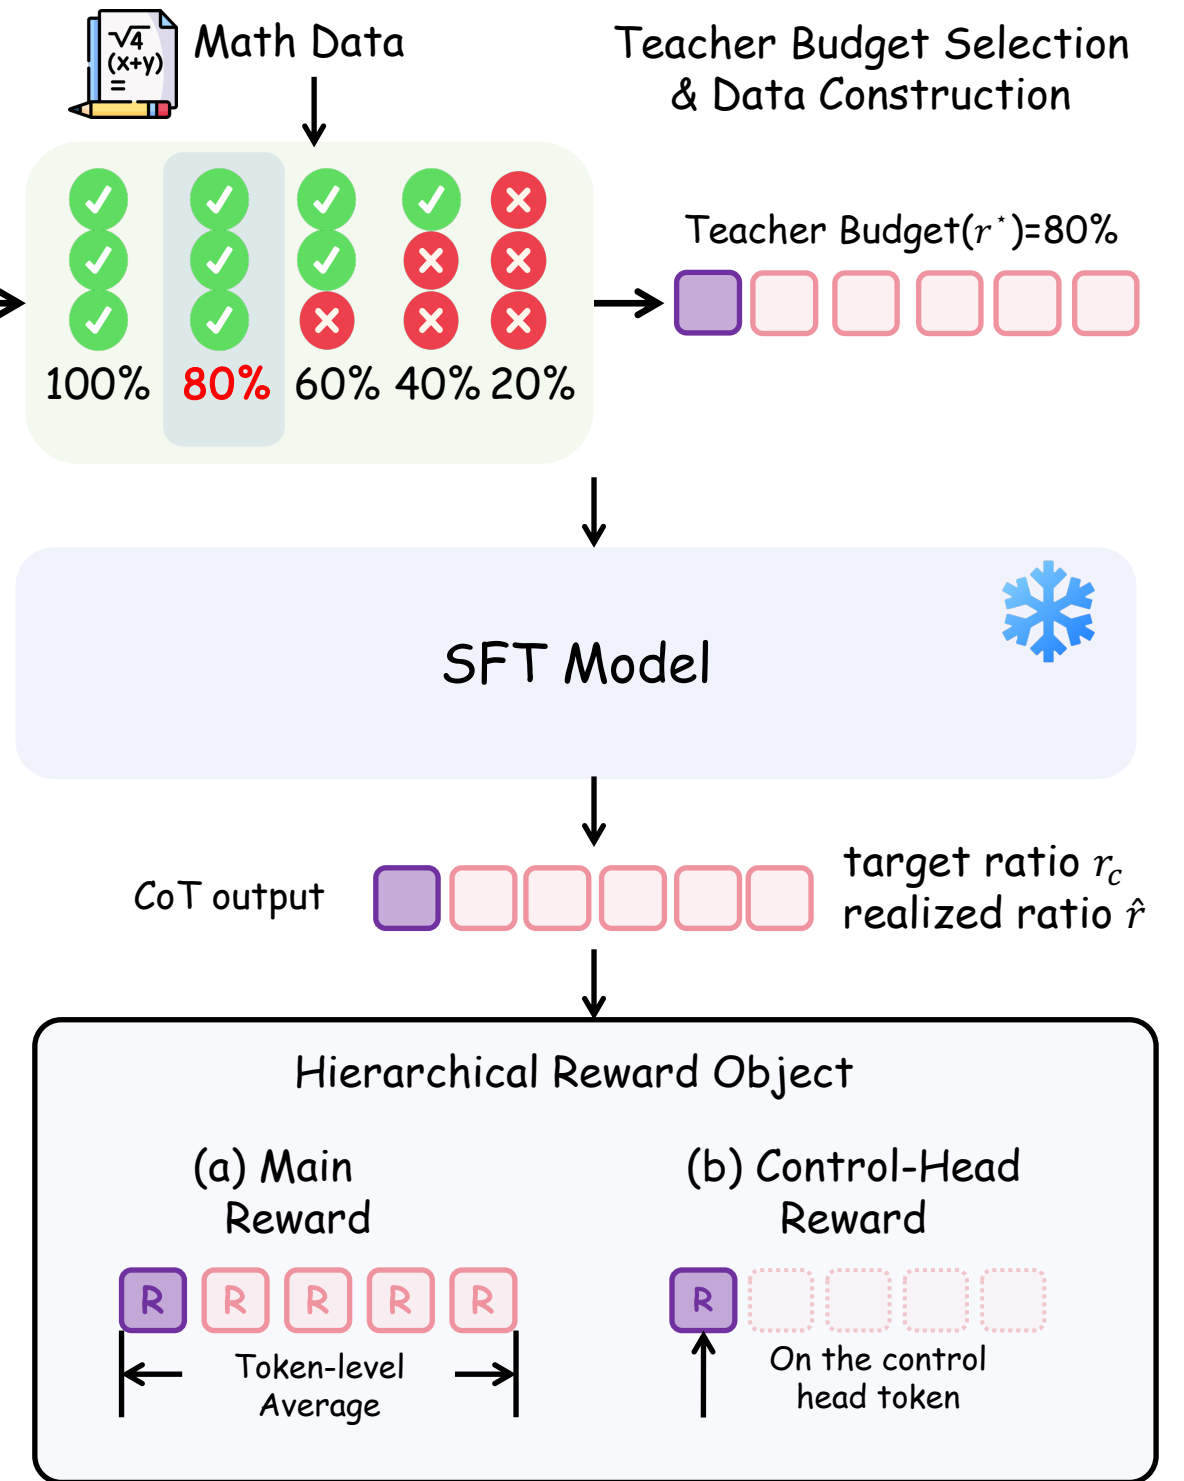 √4
(x+y)
=
Math Data
Teacher Budget Selection
& Data Construction
100% 80% 60% 40% 20%
Teacher Budget(r*)=80%
SFT Model
CoT output
target ratio r_c
realized ratio r̂
Hierarchical Reward Object
(a) Main
Reward
R R R R R
Token-level
Average
(b) Control-Head
Reward
R
On the control
head token